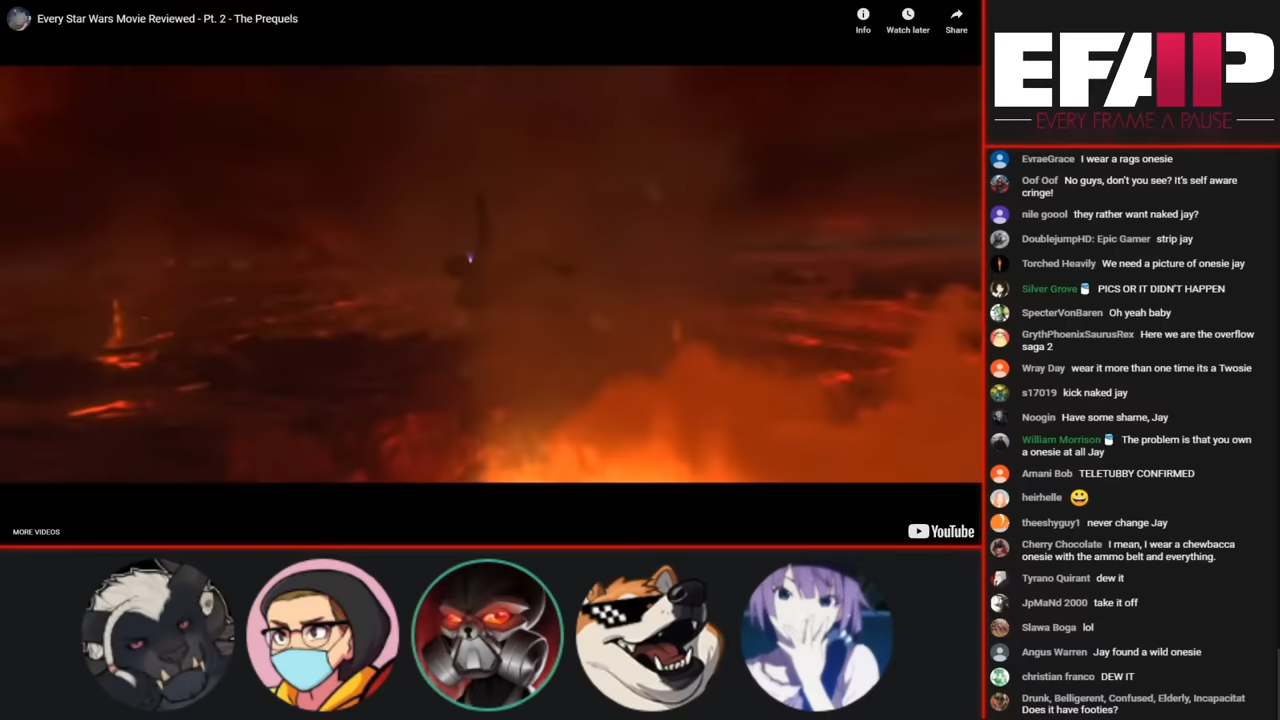 Every Star Wars Movie Reviewed - Pt. 2 - The Prequels
Info
Watch later
Share
MORE VIDEOS
YouTube
EFAP
EVERY FRAME A PAUSE
EvraeGrace I wear a rags onesie
Oof Oof No guys, don't you see? It's self aware
cringe!
nile goool they rather want naked jay?
DoublejumpHD: Epic Gamer strip jay
Torched Heavily We need a picture of onesie jay
Silver Grove PICS OR IT DIDN'T HAPPEN
SpecterVonBaren Oh yeah baby
GrythPhoenixSaurusRex Here we are the overflow
saga 2
Wray Day wear it more than one time its a Twosie
s17019 kick naked jay
Noogin Have some shame, Jay
William Morrison The problem is that you own
a onesie at all Jay
Amani Bob TELETUBBY CONFIRMED
heirhelle 😀
theeshyguy1 never change Jay
Cherry Chocolate I mean, I wear a chewbacca
onesie with the ammo belt and everything.
Tyrano Quirant dew it
JpMaNd 2000 take it off
Slawa Boga lol
Angus Warren Jay found a wild onesie
christian franco DEW IT
Drunk, Belligerent, Confused, Elderly, Incapacitat
Does it have footies?